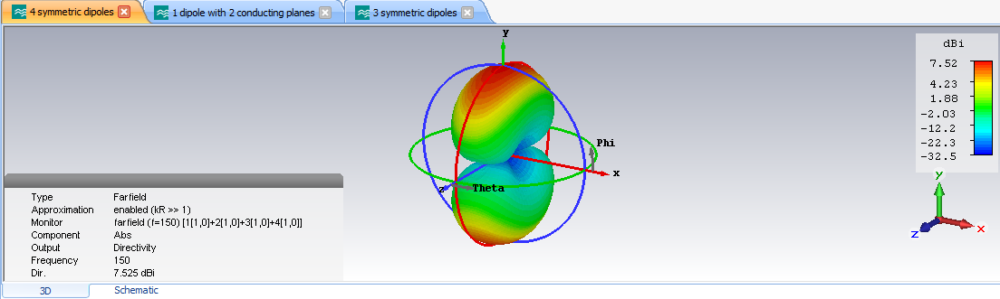 4 symmetric dipoles 1 dipole with 2 conducting planes 3 symmetric dipoles
y
dBi
7.52
4.23
1.88
-2.03
-12.2
-22.3
-32.5
Phi
x
z
Theta
y
x
z
Type Farfield
Approximation enabled (kR >> 1)
Monitor farfield (f=150) [1[1,0]+2[1,0]+3[1,0]+4[1,0]]
Component Abs
Output Directivity
Frequency 150
Dir. 7.525 dBi
3D Schematic